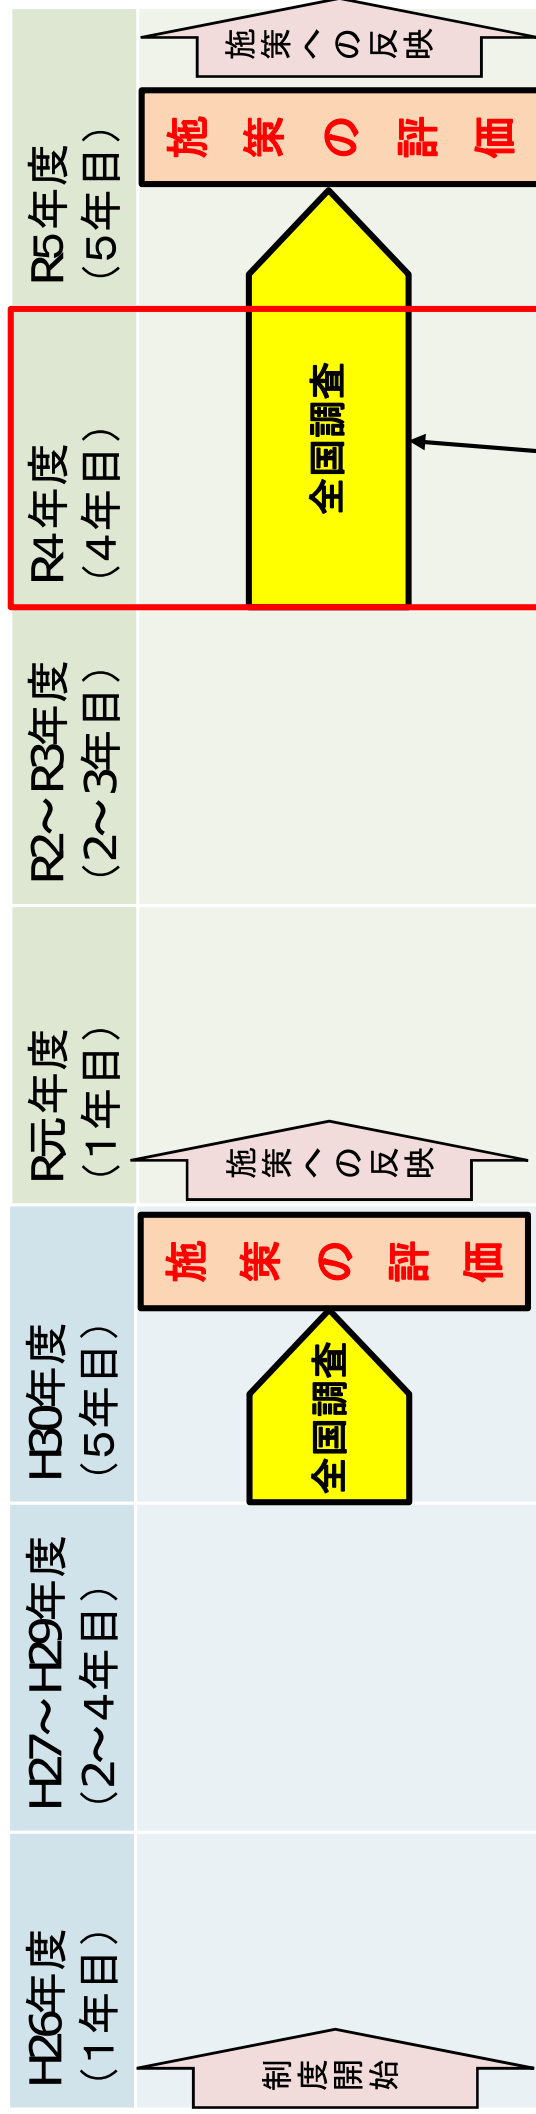 H26年度
（1年目）
H27～H29年度
（2～4年目）
H30年度
（5年目）
R元年度
（1年目）
R2～R3年度
（2～3年目）
R4年度
（4年目）
R5年度
（5年目）
制度開始
全国調査
施策の評価
施策への反映
全国調査
施策の評価
施策への反映